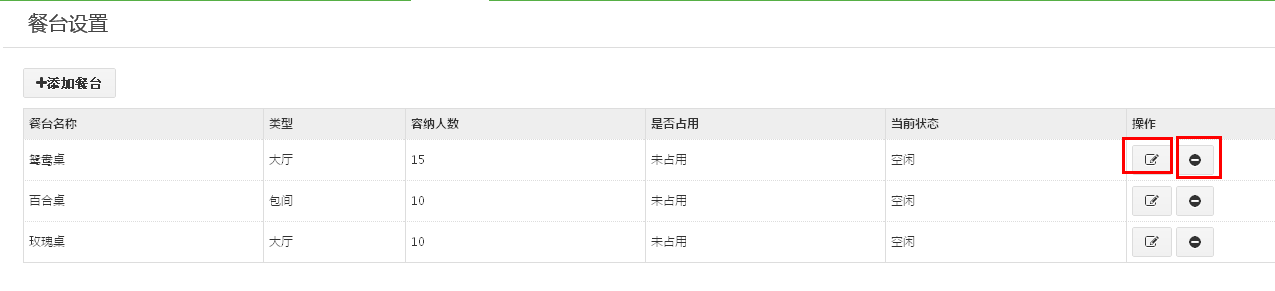 餐台设置
添加餐台
餐台名称 类型 容纳人数 是否占用 当前状态 操作
鸳鸯桌 大厅 15 未占用 空闲
百合桌 包间 10 未占用 空闲
玫瑰桌 大厅 10 未占用 空闲